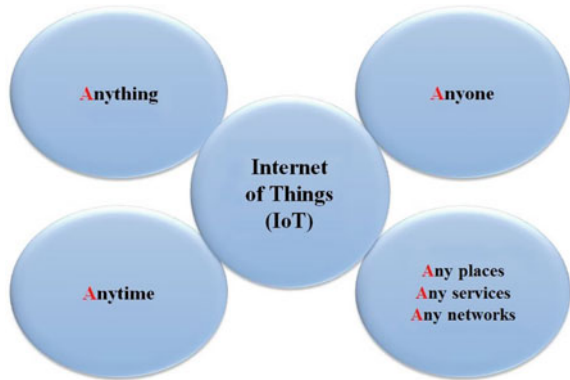 Anything
Anyone
Internet
of Things
(IoT)
Anytime
Any places
Any services
Any networks